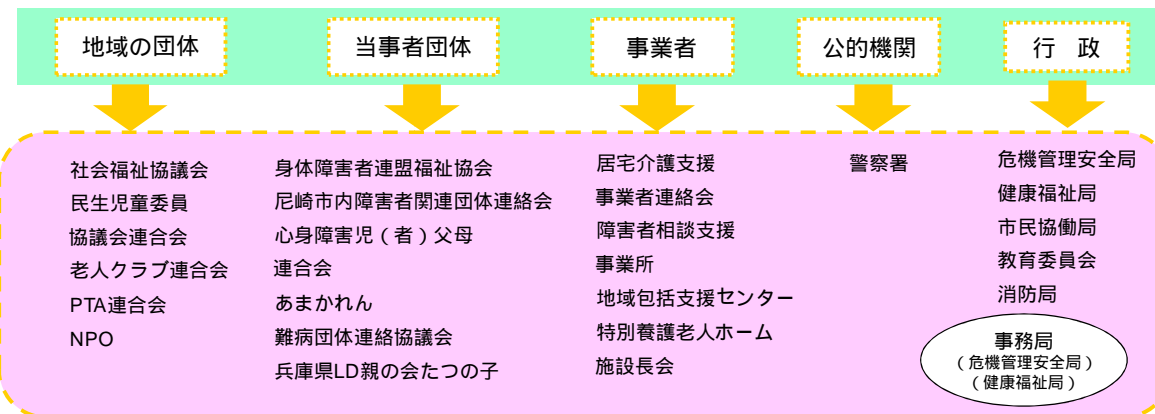 地域の団体
当事者団体
事業者
公的機関
行　政
社会福祉協議会
民生児童委員
協議会連合会
老人クラブ連合会
PTA連合会
NPO
身体障害者連盟福祉協会
尼崎市内障害者関連団体連絡会
心身障害児（者）父母
連合会
あまかれん
難病団体連絡協議会
兵庫県LD親の会たつの子
居宅介護支援
事業者連絡会
障害者相談支援
事業所
地域包括支援センター
特別養護老人ホーム
施設長会
警察署
危機管理安全局
健康福祉局
市民協働局
教育委員会
消防局
事務局
（危機管理安全局）
（健康福祉局）